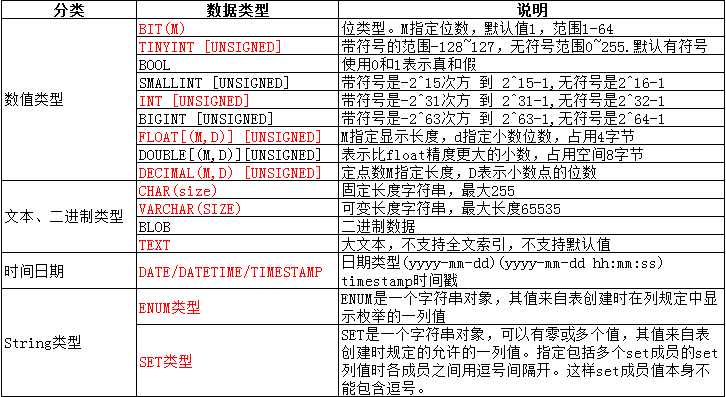 分类 数据类型 说明
数值类型
BIT(M) 位类型。M指定位数，默认值1，范围1-64
TINYINT [UNSIGNED] 带符号的范围-128~127，无符号范围0~255.默认有符号
BOOL 使用0和1表示真和假
SMALLINT [UNSIGNED] 带符号是-2^15次方 到 2^15-1,无符号是2^16-1
INT [UNSIGNED] 带符号是-2^31次方 到 2^31-1,无符号是2^32-1
BIGINT [UNSIGNED] 带符号是-2^63次方 到 2^63-1,无符号是2^64-1
FLOAT[(M,D)] [UNSIGNED] M指定显示长度，d指定小数位数，占用4字节
DOUBLE[(M,D)][UNSIGNED] 表示比float精度更大的小数，占用空间8字节
DECIMAL(M,D) [UNSIGNED] 定点数M指定长度，D表示小数点的位数
文本、二进制类型
CHAR(size) 固定长度字符串，最大255
VARCHAR(SIZE) 可变长度字符串，最大长度65535
BLOB 二进制数据
TEXT 大文本，不支持全文索引，不支持默认值
时间日期 DATE/DATETIME/TIMESTAMP 日期类型(yyyy-mm-dd)(yyyy-mm-dd hh:mm:ss)
timestamp时间戳
String类型
ENUM类型 ENUM是一个字符串对象，其值来自表创建时在列规定中显
示枚举的一列值
SET类型 SET是一个字符串对象，可以有零或多个值，其值来自表
创建时规定的允许的一列值。指定包括多个set成员的set
列值时各成员之间用逗号间隔开。这样set成员值本身不
能包含逗号。